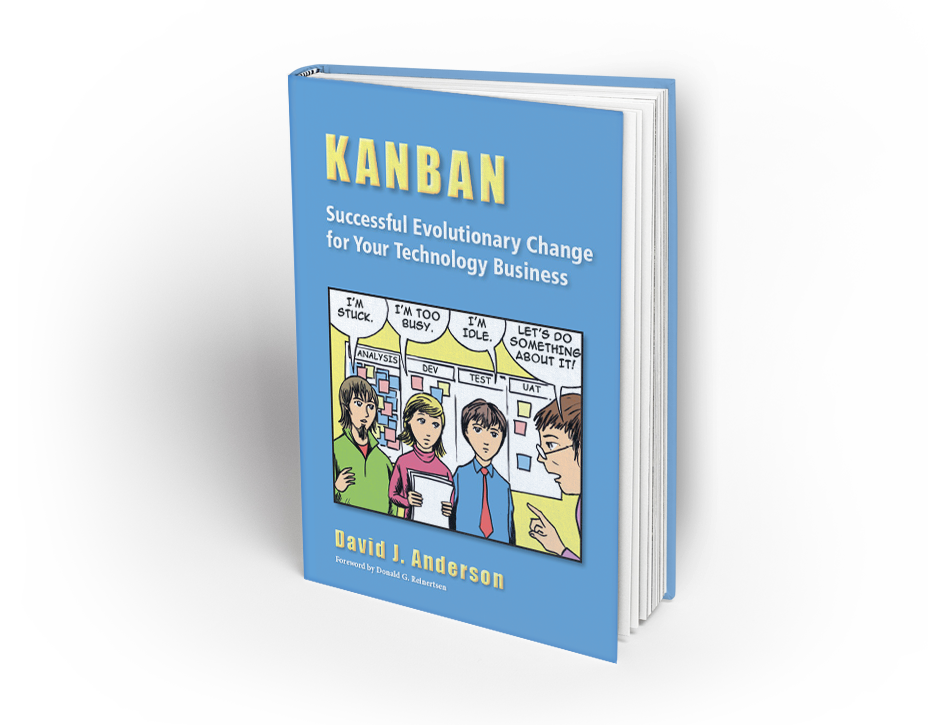 KANBAN
Successful Evolutionary Change
for Your Technology Business
I'M
STUCK.
I'M TOO
BUSY.
I'M
IDLE.
LET'S DO
SOMETHING
ABOUT IT!
ANALYSIS
DEV
TEST
UAT
David J. Anderson
Foreword by Donald G. Reinertsen